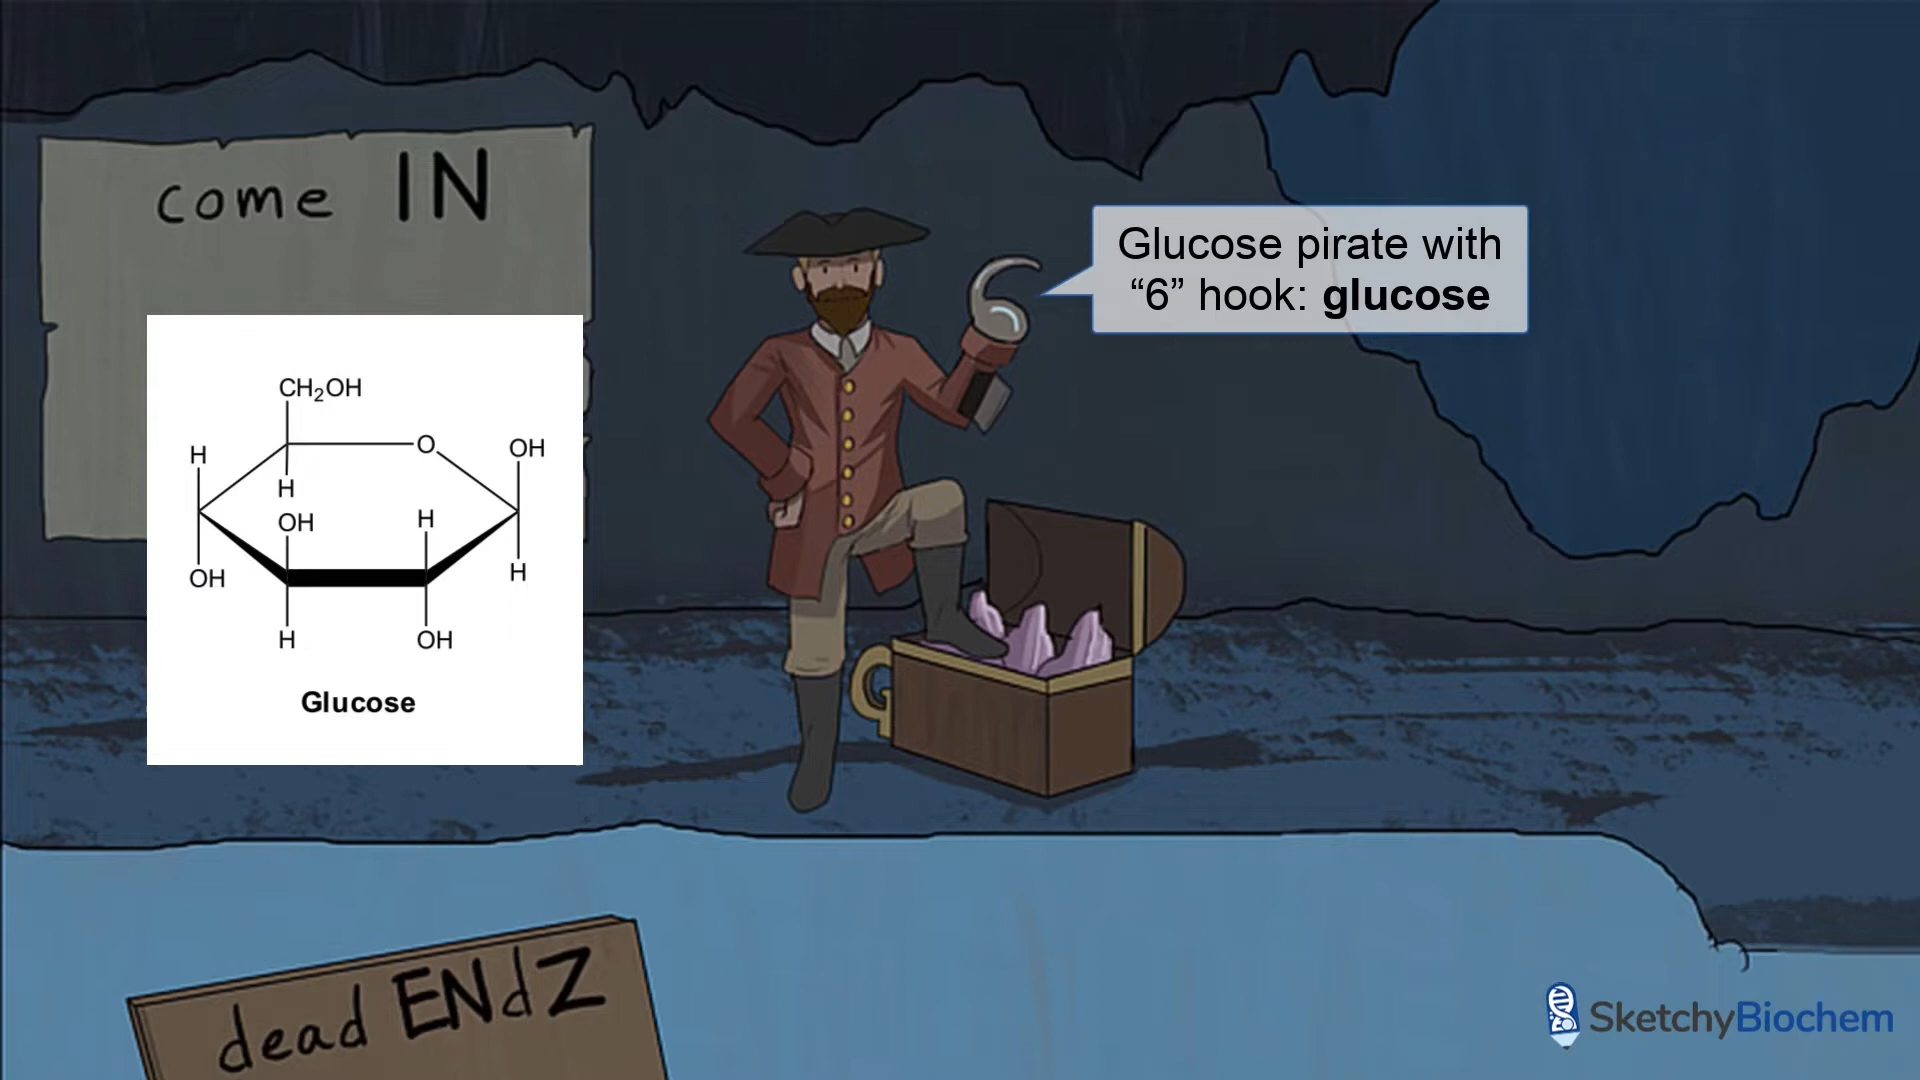 come IN
Glucose pirate with
“6” hook: glucose
CH₂OH
H
O
OH
H
OH
H
OH
H
H
OH
Glucose
G
dead ENdZ
SketchyBiochem